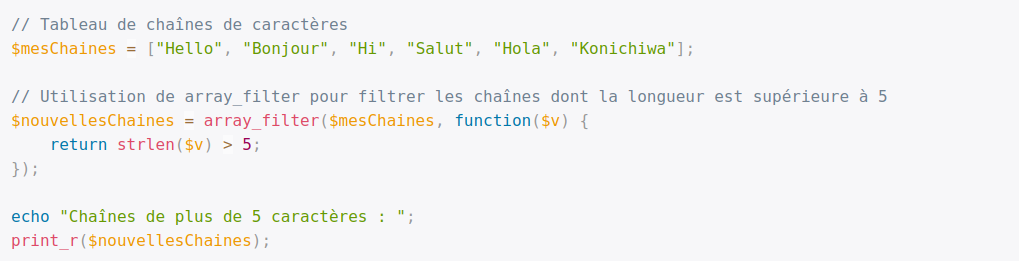 // Tableau de chaînes de caractères
$mesChaines = ["Hello", "Bonjour", "Hi", "Salut", "Hola", "Konichiwa"];

// Utilisation de array_filter pour filtrer les chaînes dont la longueur est supérieure à 5
$nouvellesChaines = array_filter($mesChaines, function($v) {
    return strlen($v) > 5;
});

echo "Chaînes de plus de 5 caractères : ";
print_r($nouvellesChaines);